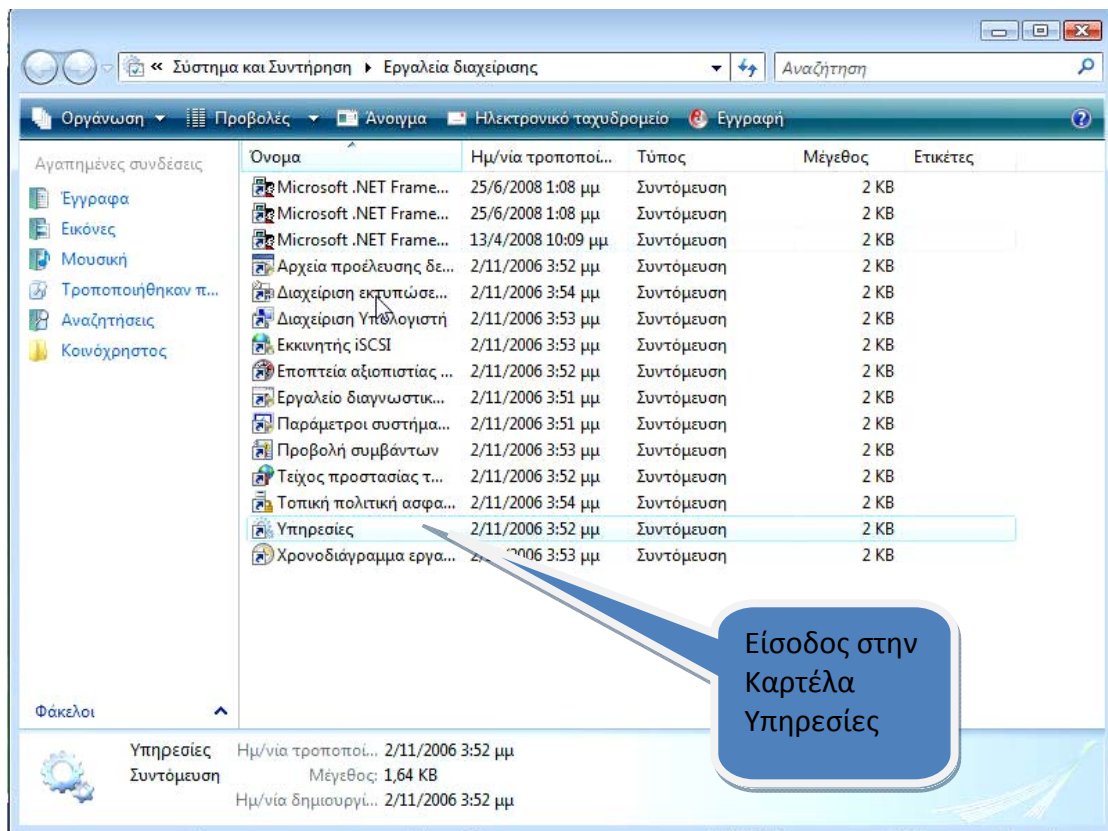 « Σύστημα και Συντήρηση Εργαλεία διαχείρισης Αναζήτηση
Οργάνωση Προβολές Άνοιγμα Ηλεκτρονικό ταχυδρομείο Εγγραφή
Αγαπημένες συνδέσεις
Έγγραφα
Εικόνες
Μουσική
Τροποποιήθηκαν π...
Αναζητήσεις
Κοινόχρηστος
Φάκελοι
Όνομα Ημ/νία τροποποί... Τύπος Μέγεθος Ετικέτες
Microsoft .NET Frame... 25/6/2008 1:08 μμ Συντόμευση 2 KB
Microsoft .NET Frame... 25/6/2008 1:08 μμ Συντόμευση 2 KB
Microsoft .NET Frame... 13/4/2008 10:09 μμ Συντόμευση 2 KB
Αρχεία προέλευσης δε... 2/11/2006 3:52 μμ Συντόμευση 2 KB
Διαχείριση εκτυπώσε... 2/11/2006 3:54 μμ Συντόμευση 2 KB
Διαχείριση Υπολογιστή 2/11/2006 3:53 μμ Συντόμευση 2 KB
Εκκινητής iSCSI 2/11/2006 3:53 μμ Συντόμευση 2 KB
Εποπτεία αξιοπιστίας ... 2/11/2006 3:52 μμ Συντόμευση 2 KB
Εργαλείο διαγνωστικ... 2/11/2006 3:51 μμ Συντόμευση 2 KB
Παράμετροι συστήμα... 2/11/2006 3:51 μμ Συντόμευση 2 KB
Προβολή συμβάντων 2/11/2006 3:53 μμ Συντόμευση 2 KB
Τείχος προστασίας τ... 2/11/2006 3:52 μμ Συντόμευση 2 KB
Τοπική πολιτική ασφα... 2/11/2006 3:54 μμ Συντόμευση 2 KB
Υπηρεσίες 2/11/2006 3:52 μμ Συντόμευση 2 KB
Χρονοδιάγραμμα εργα... 2/11/2006 3:53 μμ Συντόμευση 2 KB
Είσοδος στην
Καρτέλα
Υπηρεσίες
Υπηρεσίες Ημ/νία τροποποί... 2/11/2006 3:52 μμ
Συντόμευση Μέγεθος: 1,64 KB
Ημ/νία δημιουργί... 2/11/2006 3:52 μμ